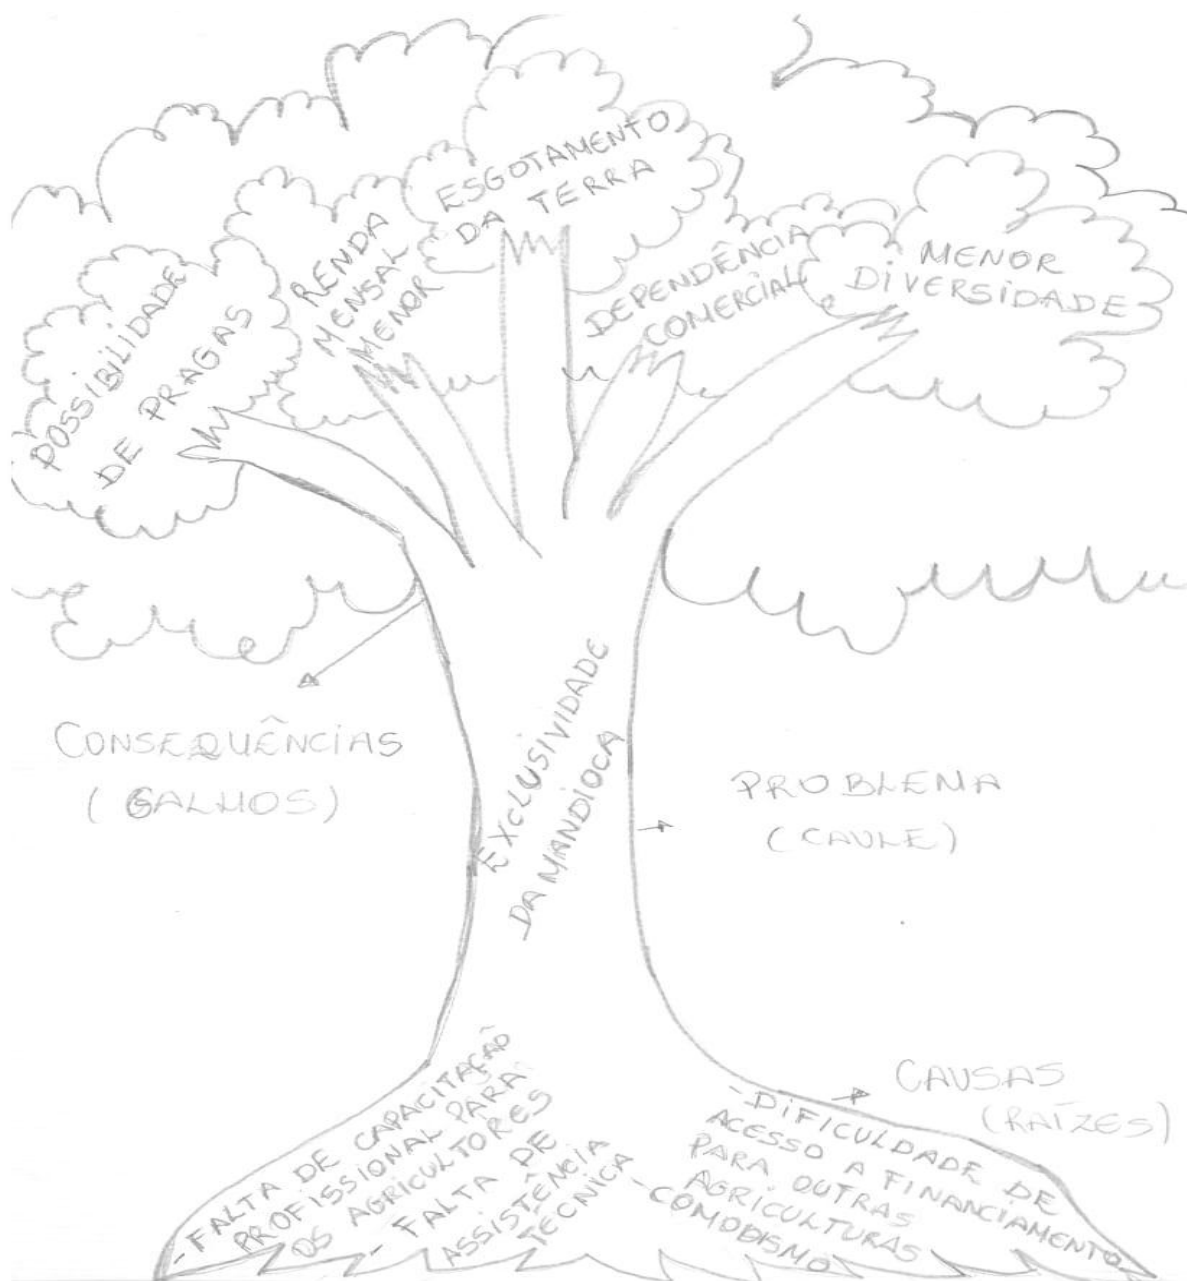 ESGOTAMENTO
DA TERRA
RENDA
MENSAL
MENOR
DEPENDÊNCIA
COMERCIAL
MENOR
DIVERSIDADE
POSSIBILIDADE
DE PRAGAS
CONSEQUÊNCIAS
(GALHOS)
EXCLUSIVIDADE
DA MANDIOCA
PROBLEMA
(CAULE)
CAUSAS
(RAÍZES)
- FALTA DE CAPACITAÇÃO
PROFISSIONAL PARA
OS AGRICULTORES
- FALTA DE
ASSISTÊNCIA
TÉCNICA
- DIFICULDADE DE
ACESSO A FINANCIAMENTO
PARA OUTRAS
AGRICULTURAS
- COMODISMO